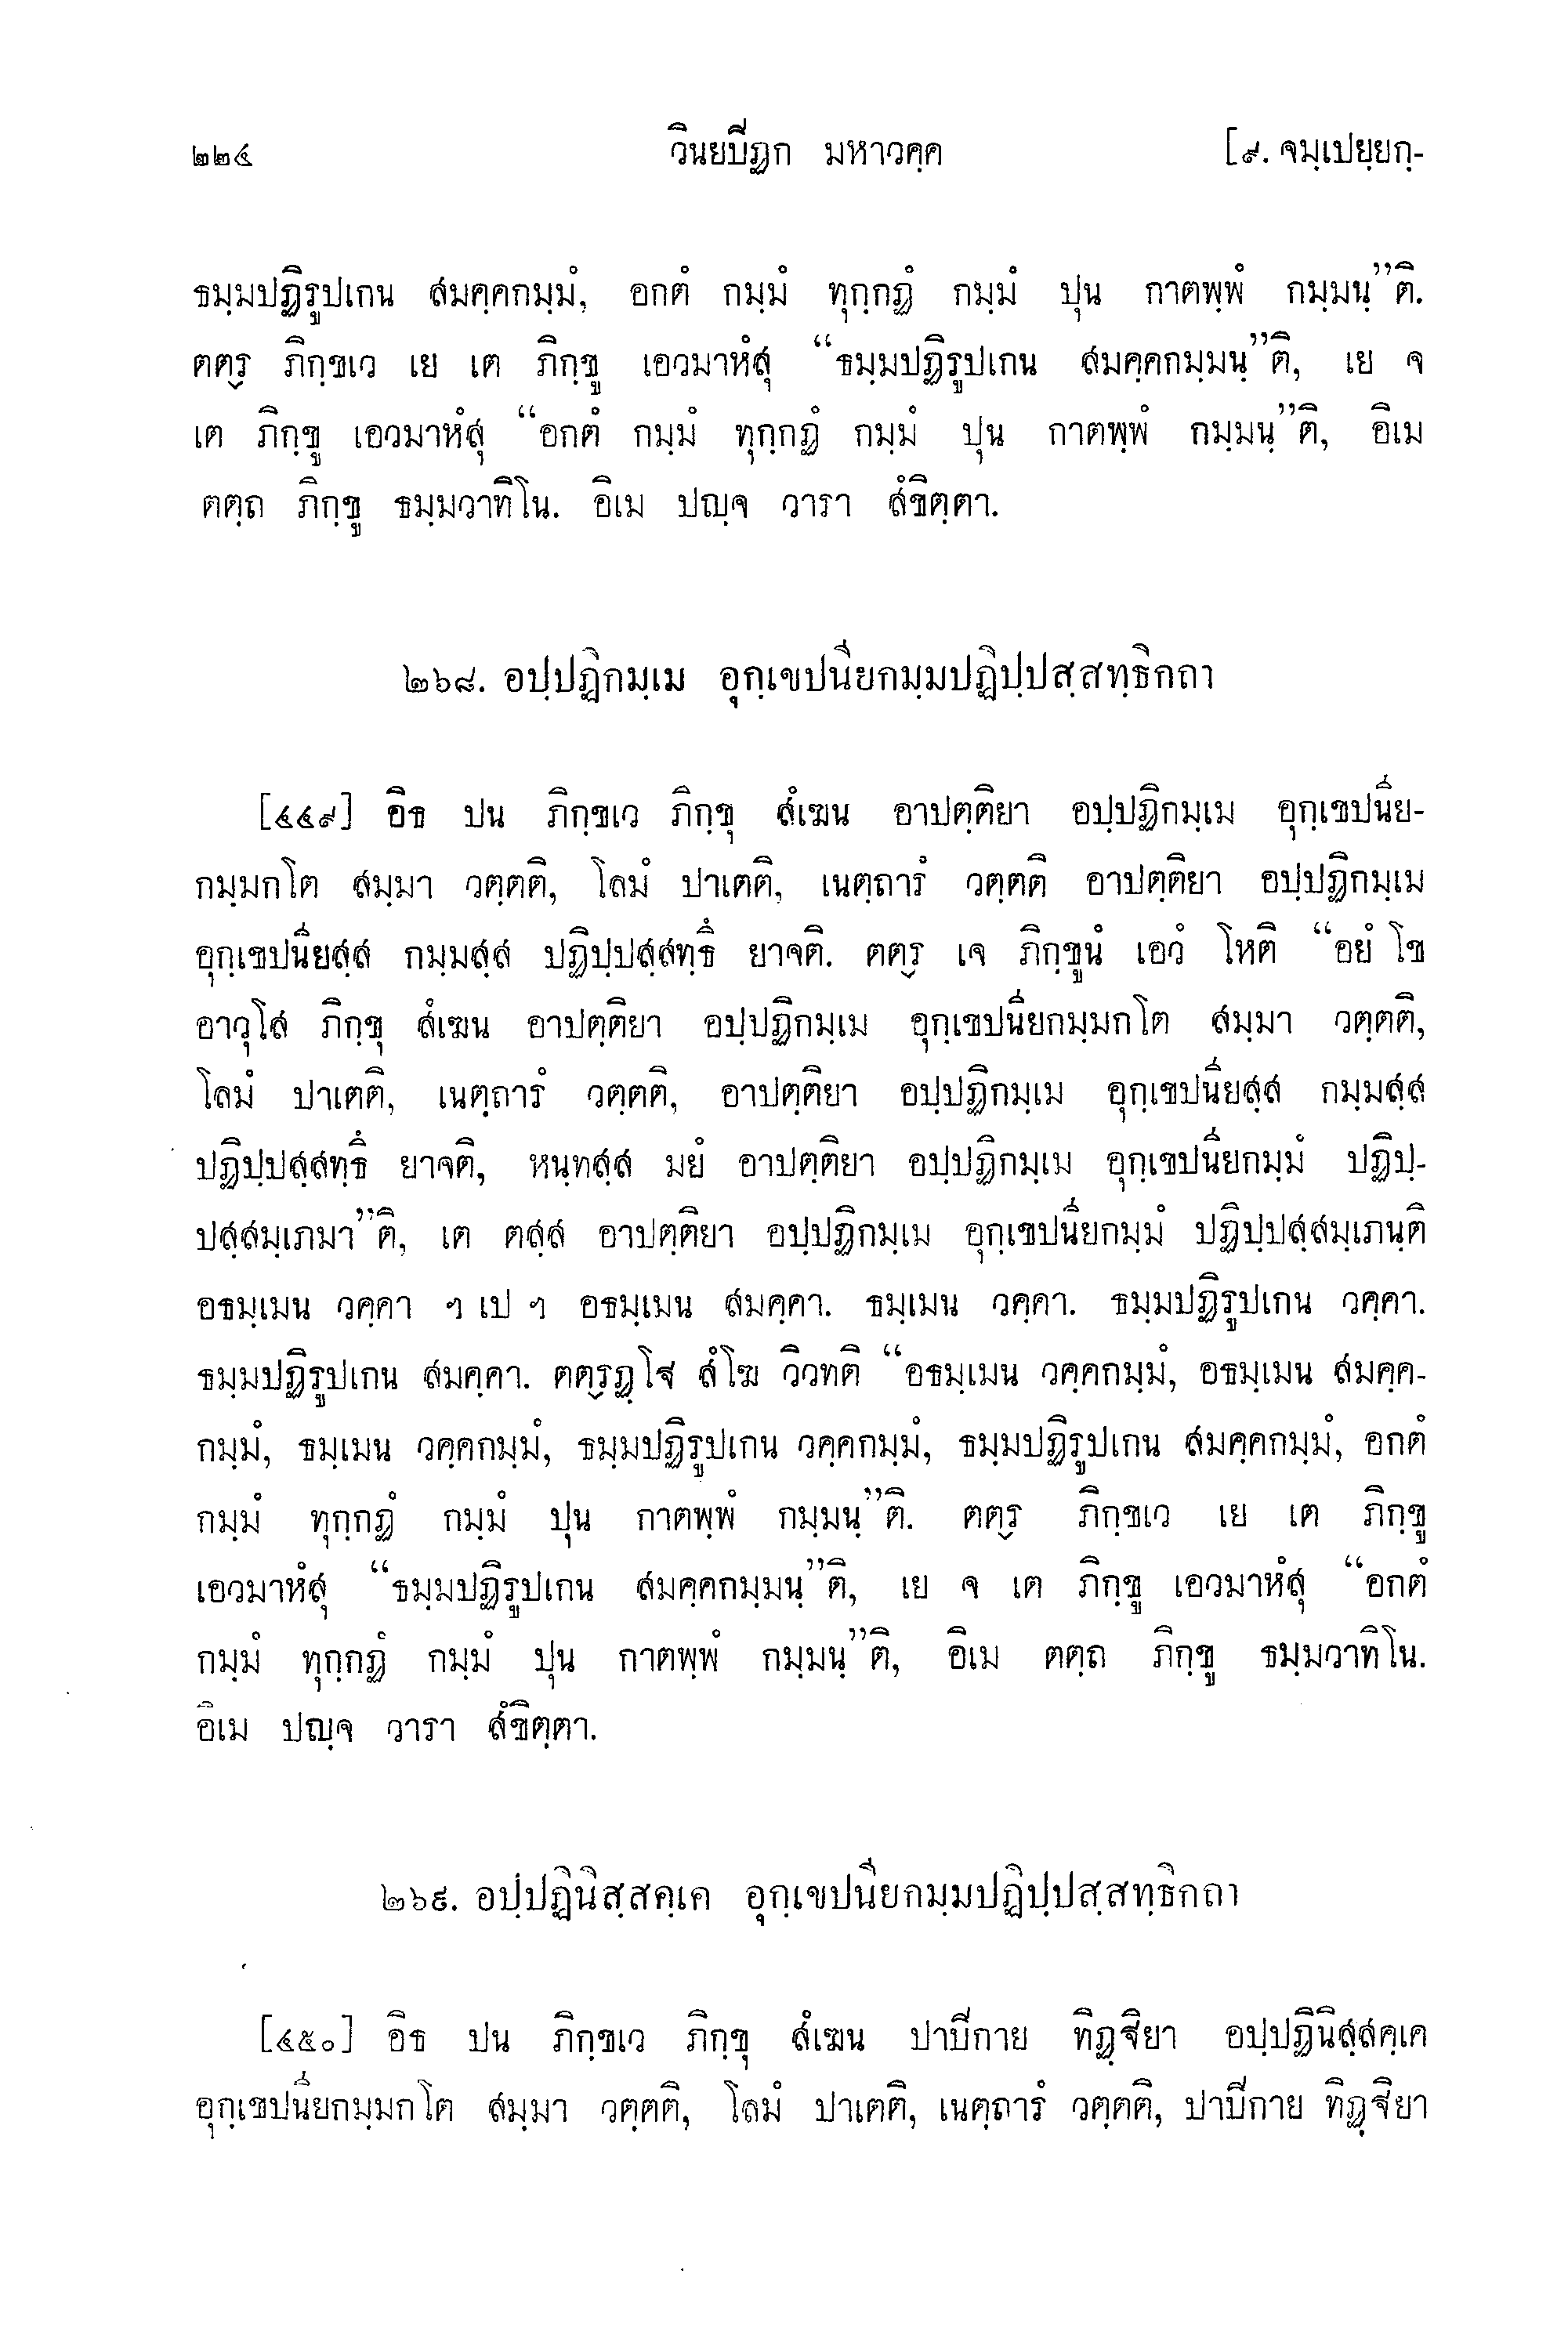 ๒๒๔ วินยปิฏก มหาวคฺค [๙. จมฺเปยฺยกฺ-
ธมฺมปฏิรูปเกน สมคฺคกมฺมํ, อกตํ กมฺมํ ทุกฺกฏํ กมฺมํ ปุน กาตพฺพํ กมฺมนฺ”ติ.
ตตฺร ภิกฺขเว เย เต ภิกฺขู เอวมาหํสุ “ธมฺมปฏิรูปเกน สมคฺคกมฺมนฺ”ติ, เย จ
เต ภิกฺขู เอวมาหํสุ “อกตํ กมฺมํ ทุกฺกฏํ กมฺมํ ปุน กาตพฺพํ กมฺมนฺ”ติ, อิเม
ตตฺถ ภิกฺขู ธมฺมวาทิโน. อิเม ปญฺจ วารา สํขิตฺตา.
๒๖๘. อปฺปฏิกมฺเม อุกฺเขปนียกมฺมปฏิปฺปสฺสทฺธิกถา
[๔๔๙] อิธ ปน ภิกฺขเว ภิกฺขุ สํเฆน อาปตฺติยา อปฺปฏิกมฺเม อุกฺเขปนีย-
กมฺมกโต สมฺมา วตฺตติ, โลมํ ปาเตติ, เนตฺถารํ วตฺตติ อาปตฺติยา อปฺปฏิกมฺเม
อุกฺเขปนียสฺส กมฺมสฺส ปฏิปฺปสฺสทฺธึ ยาจติ. ตตฺร เจ ภิกฺขูนํ เอวํ โหติ “อยํ โข
อาวุโส ภิกฺขุ สํเฆน อาปตฺติยา อปฺปฏิกมฺเม อุกฺเขปนียกมฺมกโต สมฺมา วตฺตติ,
โลมํ ปาเตติ, เนตฺถารํ วตฺตติ, อาปตฺติยา อปฺปฏิกมฺเม อุกฺเขปนียสฺส กมฺมสฺส
ปฏิปฺปสฺสทฺธึ ยาจติ, หนฺทสฺส มยํ อาปตฺติยา อปฺปฏิกมฺเม อุกฺเขปนียกมฺมํ ปฏิปฺ-
ปสฺสมฺเภมา”ติ, เต ตสฺส อาปตฺติยา อปฺปฏิกมฺเม อุกฺเขปนียกมฺมํ ปฏิปฺปสฺสมฺเภนฺติ
อธมฺเมน วคฺคา ฯ เป ฯ อธมฺเมน สมคฺคา. ธมฺเมน วคฺคา. ธมฺมปฏิรูปเกน วคฺคา.
ธมฺมปฏิรูปเกน สมคฺคา. ตตฺรฏฺโฐ สํโฆ วิวทติ “อธมฺเมน วคฺคกมฺมํ, อธมฺเมน สมคฺค-
กมฺมํ, ธมฺเมน วคฺคกมฺมํ, ธมฺมปฏิรูปเกน วคฺคกมฺมํ, ธมฺมปฏิรูปเกน สมคฺคกมฺมํ, อกตํ
กมฺมํ ทุกฺกฏํ กมฺมํ ปุน กาตพฺพํ กมฺมนฺ”ติ. ตตฺร ภิกฺขเว เย เต ภิกฺขู
เอวมาหํสุ “ธมฺมปฏิรูปเกน สมคฺคกมฺมนฺ”ติ, เย จ เต ภิกฺขู เอวมาหํสุ “อกตํ
กมฺมํ ทุกฺกฏํ กมฺมํ ปุน กาตพฺพํ กมฺมนฺ”ติ, อิเม ตตฺถ ภิกฺขู ธมฺมวาทิโน.
อิเม ปญฺจ วารา สํขิตฺตา.
๒๖๙. อปฺปฏินิสฺสคฺเค อุกฺเขปนียกมฺมปฏิปฺปสฺสทฺธิกถา
[๔๕๐] อิธ ปน ภิกฺขเว ภิกฺขุ สํเฆน ปาปิกาย ทิฏฺฐิยา อปฺปฏินิสฺสคฺเค
อุกฺเขปนียกมฺมกโต สมฺมา วตฺตติ, โลมํ ปาเตติ, เนตฺถารํ วตฺตติ, ปาปิกาย ทิฏฺฐิยา